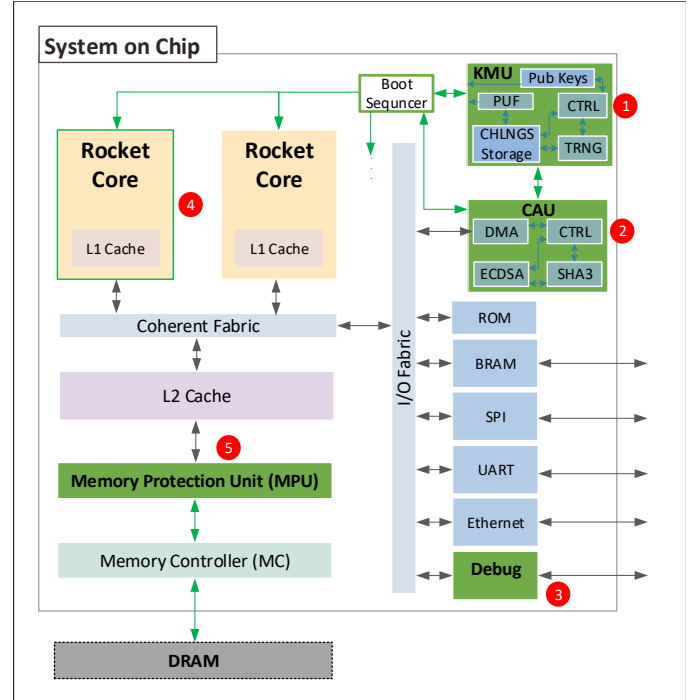 System on Chip
Boot
Sequncer
KMU
Pub Keys
PUF
CTRL
1
CHLNGS
Storage
TRNG
Rocket
Core
4
L1 Cache
Rocket
Core
L1 Cache
CAU
2
DMA
CTRL
ECDSA
SHA3
Coherent Fabric
I/O Fabric
ROM
BRAM
L2 Cache
SPI
5
Memory Protection Unit (MPU)
UART
Ethernet
Memory Controller (MC)
Debug
3
DRAM